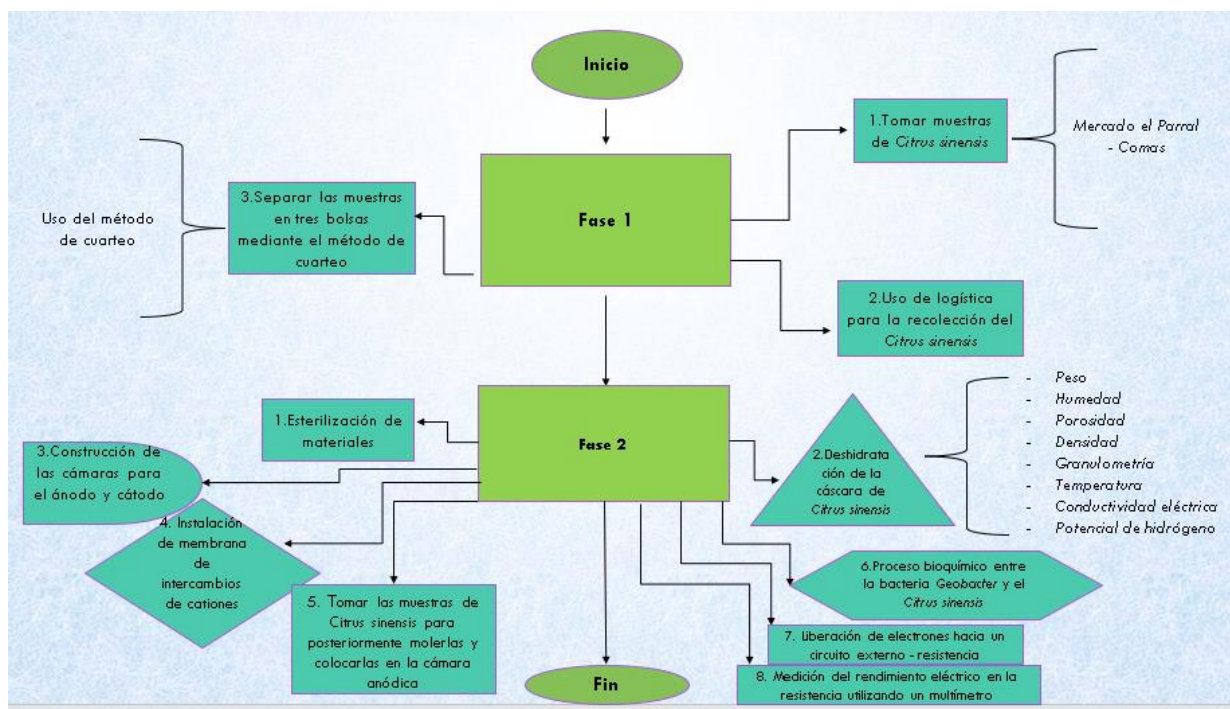 Inicio
1.Tomar muestras
de Citrus sinensis
Mercado el Parral
- Comas
Fase 1
3.Separar las muestras
en tres bolsas
mediante el método de
cuarteo
Uso del método
de cuarteo
2.Uso de logística
para la recolección del
Citrus sinensis
Fase 2
1.Esterilización de
materiales
2.Deshidrata
ción de la
cáscara de
Citrus sinensis
- Peso
- Humedad
- Porosidad
- Densidad
- Granulometría
- Temperatura
- Conductividad eléctrica
- Potencial de hidrógeno
3.Construcción de
las cámaras para
el ánodo y cátodo
4. Instalación
de membrana
de
intercambios
de cationes
5. Tomar las muestras de
Citrus sinensis para
posteriormente molerlas y
colocarlas en la cámara
anódica
6.Proceso bioquímico entre
la bacteria Geobacter y el
Citrus sinensis
7. Liberación de electrones hacia un
circuito externo - resistencia
8. Medición del rendimiento eléctrico en la
resistencia utilizando un multímetro
Fin